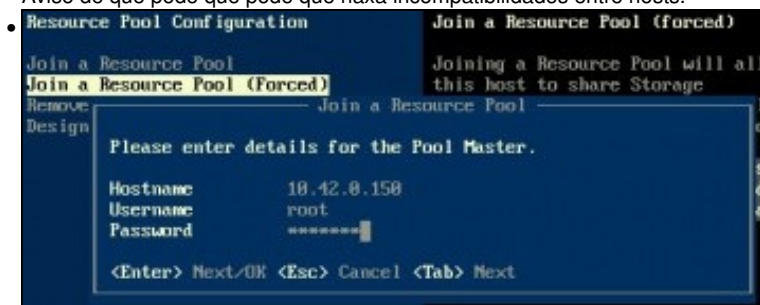 Aviso de que pode que pode que haxa incompatibilidades entre hosts.
Resource Pool Configuration
Join a Resource Pool (forced)
Join a Resource Pool
Joining a Resource Pool will al
Join a Resource Pool (Forced)
this host to share Storage
Remove
Join a Resource Pool
Design
Please enter details for the Pool Master.
Hostname 10.42.0.150
Username root
Password *******
<Enter> Next/OK <Esc> Cancel <Tab> Next